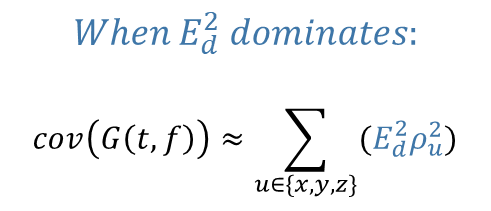 When E_d^2 dominates:
cov(G(t, f)) ≈ ∑_{u∈{x,y,z}} (E_d^2 ρ_u^2)